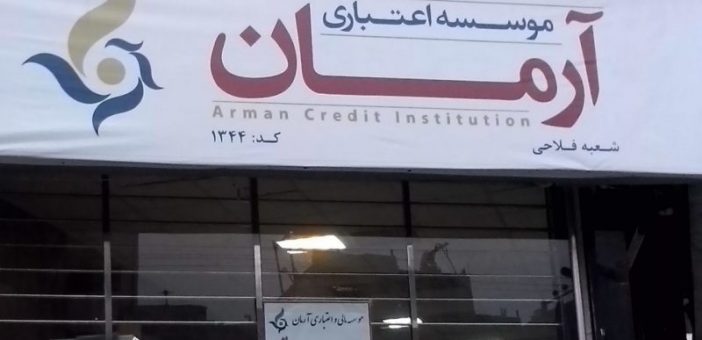 موسسه اعتباری
آرمان
Arman Credit Institution
کد: ۱۳۴۴
شعبه فلاحی
موسسه مالی و اعتباری آرمان